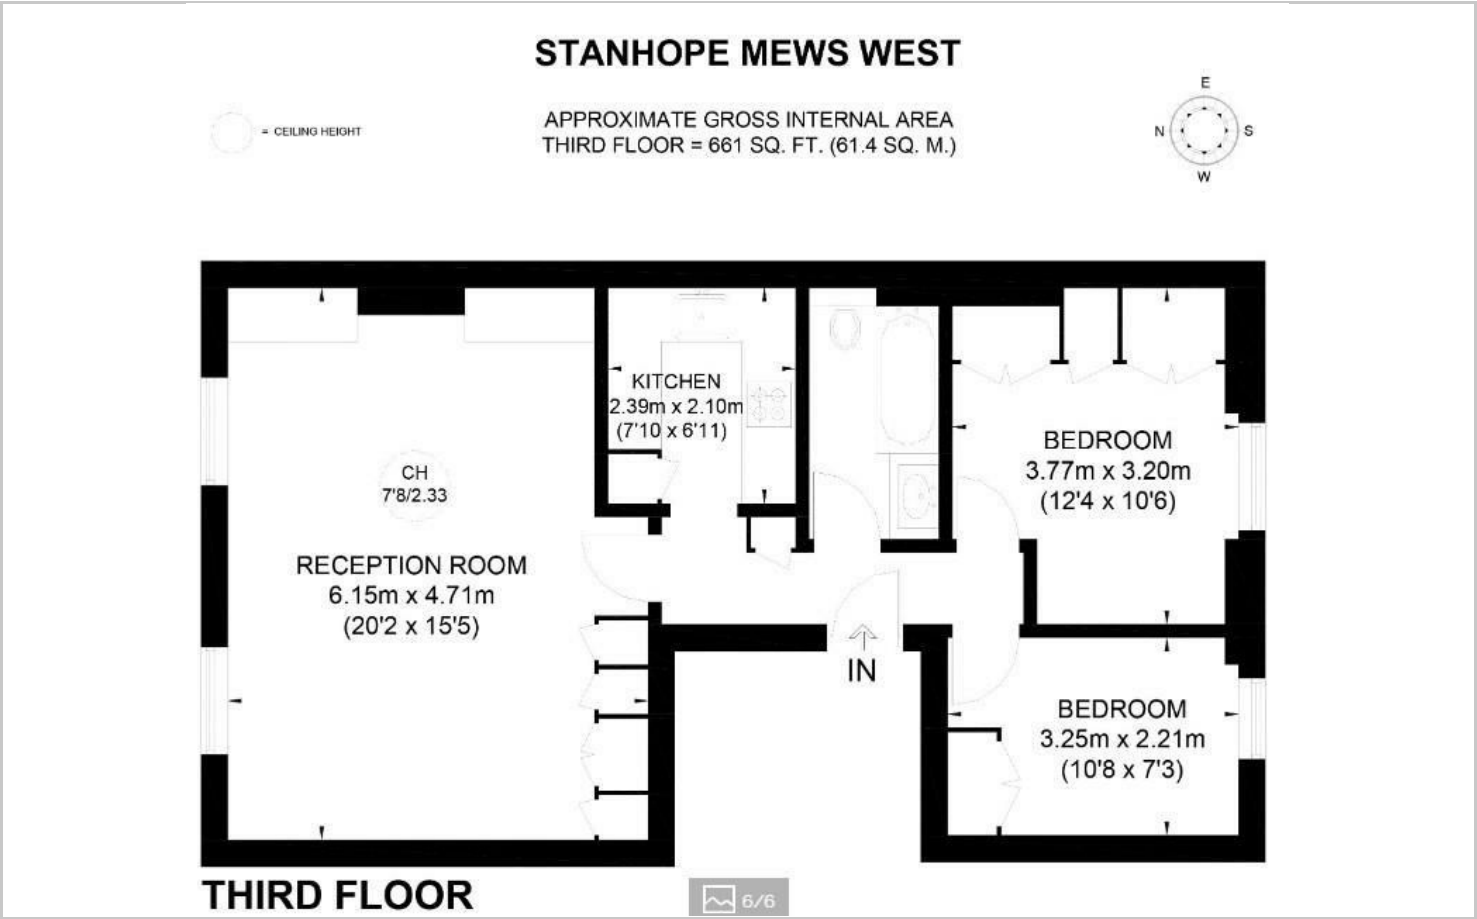 STANHOPE MEWS WEST
= CEILING HEIGHT
APPROXIMATE GROSS INTERNAL AREA
THIRD FLOOR = 661 SQ. FT. (61.4 SQ. M.)
E
N
S
W
KITCHEN
2.39m x 2.10m
(7'10 x 6'11)
CH
7'8/2.33
RECEPTION ROOM
6.15m x 4.71m
(20'2 x 15'5)
BEDROOM
3.77m x 3.20m
(12'4 x 10'6)
IN
BEDROOM
3.25m x 2.21m
(10'8 x 7'3)
THIRD FLOOR
6/6